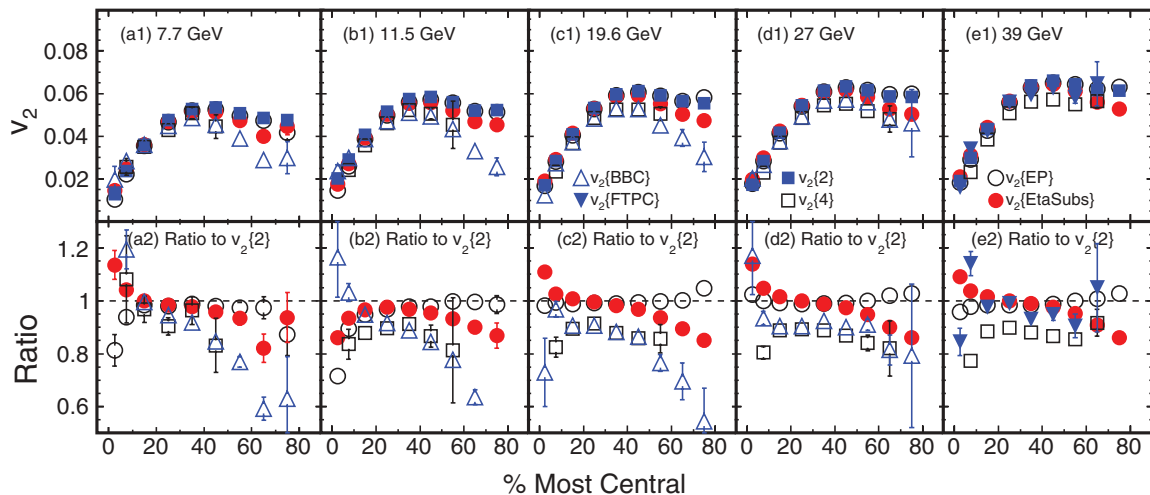 (a1) 7.7 GeV
(b1) 11.5 GeV
(c1) 19.6 GeV
(d1) 27 GeV
(e1) 39 GeV
v2
0.08
0.06
0.04
0.02
v2{BBC}
v2{FTPC}
v2{2}
v2{4}
v2{EP}
v2{EtaSubs}
(a2) Ratio to v2{2}
(b2) Ratio to v2{2}
(c2) Ratio to v2{2}
(d2) Ratio to v2{2}
(e2) Ratio to v2{2}
Ratio
1.2
1
0.8
0.6
0 20 40 60 80
0 20 40 60 80
0 20 40 60 80
0 20 40 60 80
0 20 40 60 80
% Most Central